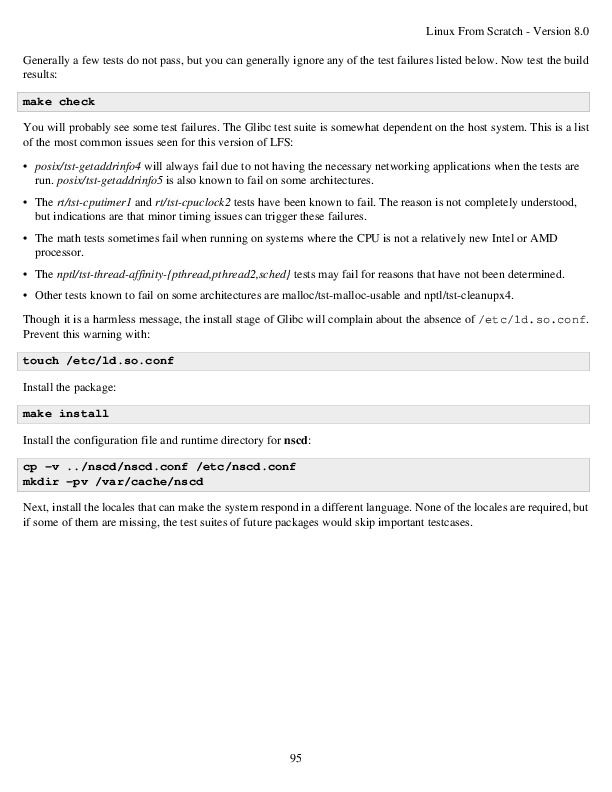 Linux From Scratch - Version 8.0
Generally a few tests do not pass, but you can generally ignore any of the test failures listed below. Now test the build
results:
make check
You will probably see some test failures. The Glibc test suite is somewhat dependent on the host system. This is a list
of the most common issues seen for this version of LFS:
• posix/tst-getaddrinfo4 will always fail due to not having the necessary networking applications when the tests are
run. posix/tst-getaddrinfo5 is also known to fail on some architectures.
• The rt/tst-cputimer1 and rt/tst-cpuclock2 tests have been known to fail. The reason is not completely understood,
but indications are that minor timing issues can trigger these failures.
• The math tests sometimes fail when running on systems where the CPU is not a relatively new Intel or AMD
processor.
• The nptl/tst-thread-affinity-{pthread,pthread2,sched} tests may fail for reasons that have not been determined.
• Other tests known to fail on some architectures are malloc/tst-malloc-usable and nptl/tst-cleanupx4.
Though it is a harmless message, the install stage of Glibc will complain about the absence of /etc/ld.so.conf.
Prevent this warning with:
touch /etc/ld.so.conf
Install the package:
make install
Install the configuration file and runtime directory for nscd:
cp -v ../nscd/nscd.conf /etc/nscd.conf
mkdir -pv /var/cache/nscd
Next, install the locales that can make the system respond in a different language. None of the locales are required, but
if some of them are missing, the test suites of future packages would skip important testcases.
95